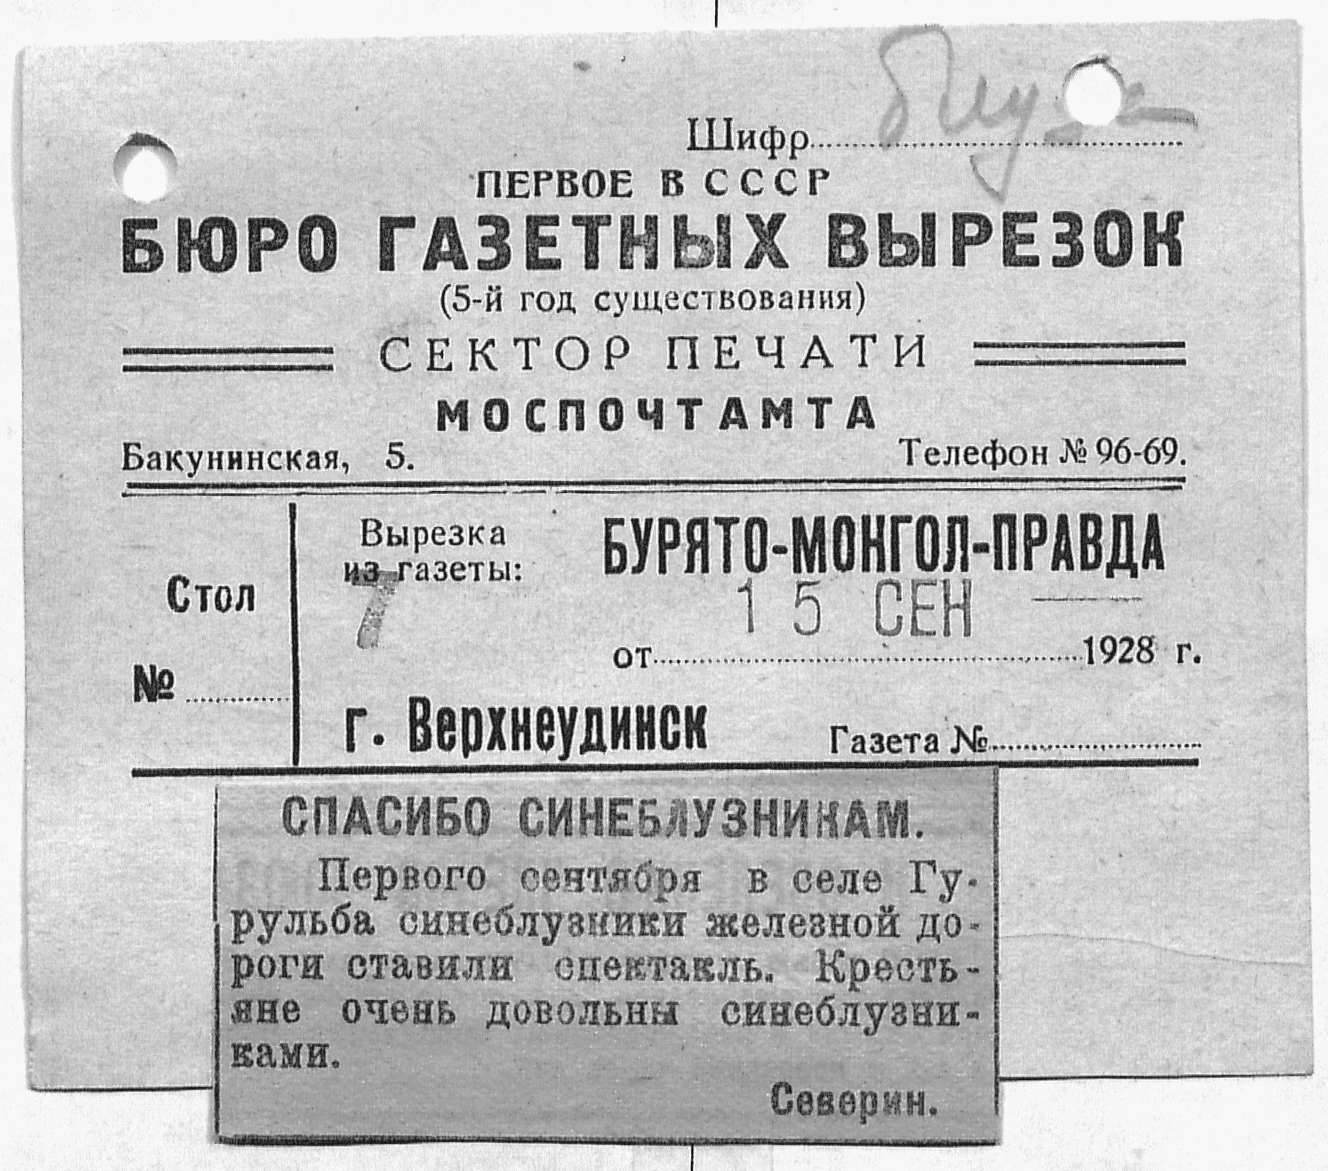 Шифр
ПЕРВОЕ В СССР
БЮРО ГАЗЕТНЫХ ВЫРЕЗОК
(5-й год существования)
СЕКТОР ПЕЧАТИ
МОСПОЧТАМТА
Бакунинская, 5. Телефон № 96-69.
Стол
№
Вырезка
из газеты:
7
БУРЯТО-МОНГОЛ-ПРАВДА
15 СЕН
от 1928 г.
г. Верхнеудинск
Газета №
СПАСИБО СИНЕБЛУЗНИКАМ.
Первого сентября в селе Гу-
рульба синеблузники железной до-
роги ставили спектакль. Кресть-
яне очень довольны синеблузни-
ками.
Северин.